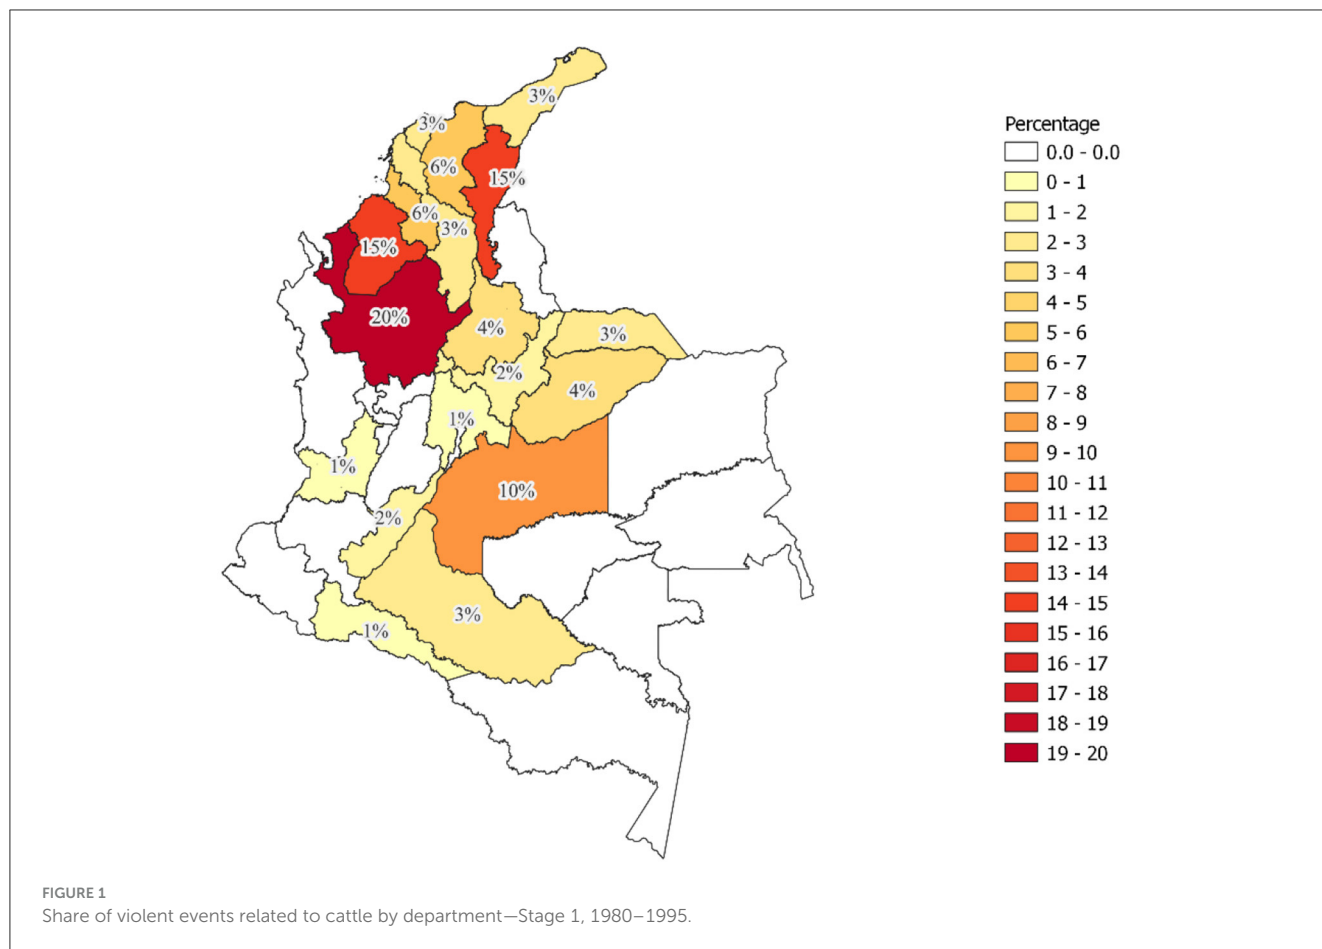 3%
3%
6%
15%
6%
3%
15%
20%
4%
3%
2%
4%
1%
1%
10%
2%
3%
1%
Percentage
0.0 - 0.0
0 - 1
1 - 2
2 - 3
3 - 4
4 - 5
5 - 6
6 - 7
7 - 8
8 - 9
9 - 10
10 - 11
11 - 12
12 - 13
13 - 14
14 - 15
15 - 16
16 - 17
17 - 18
18 - 19
19 - 20
FIGURE 1
Share of violent events related to cattle by department—Stage 1, 1980–1995.